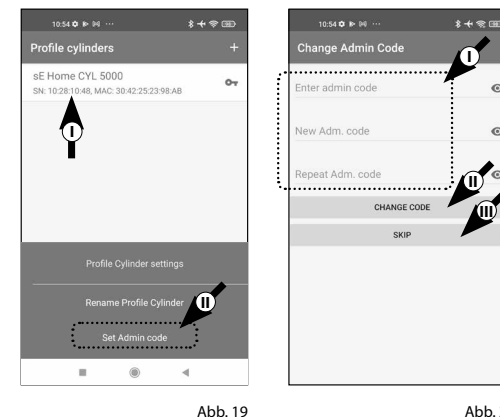 10:54
Profile cylinders +
sE Home CYL 5000
SN: 10:28:10:48, MAC: 30:42:25:23:98:AB
I
Profile Cylinder settings
Rename Profile Cylinder
II
Set Admin code
Abb. 19
10:54
Change Admin Code
I
Enter admin code
New Adm. code
Repeat Adm. code
II
CHANGE CODE
III
SKIP
Abb.